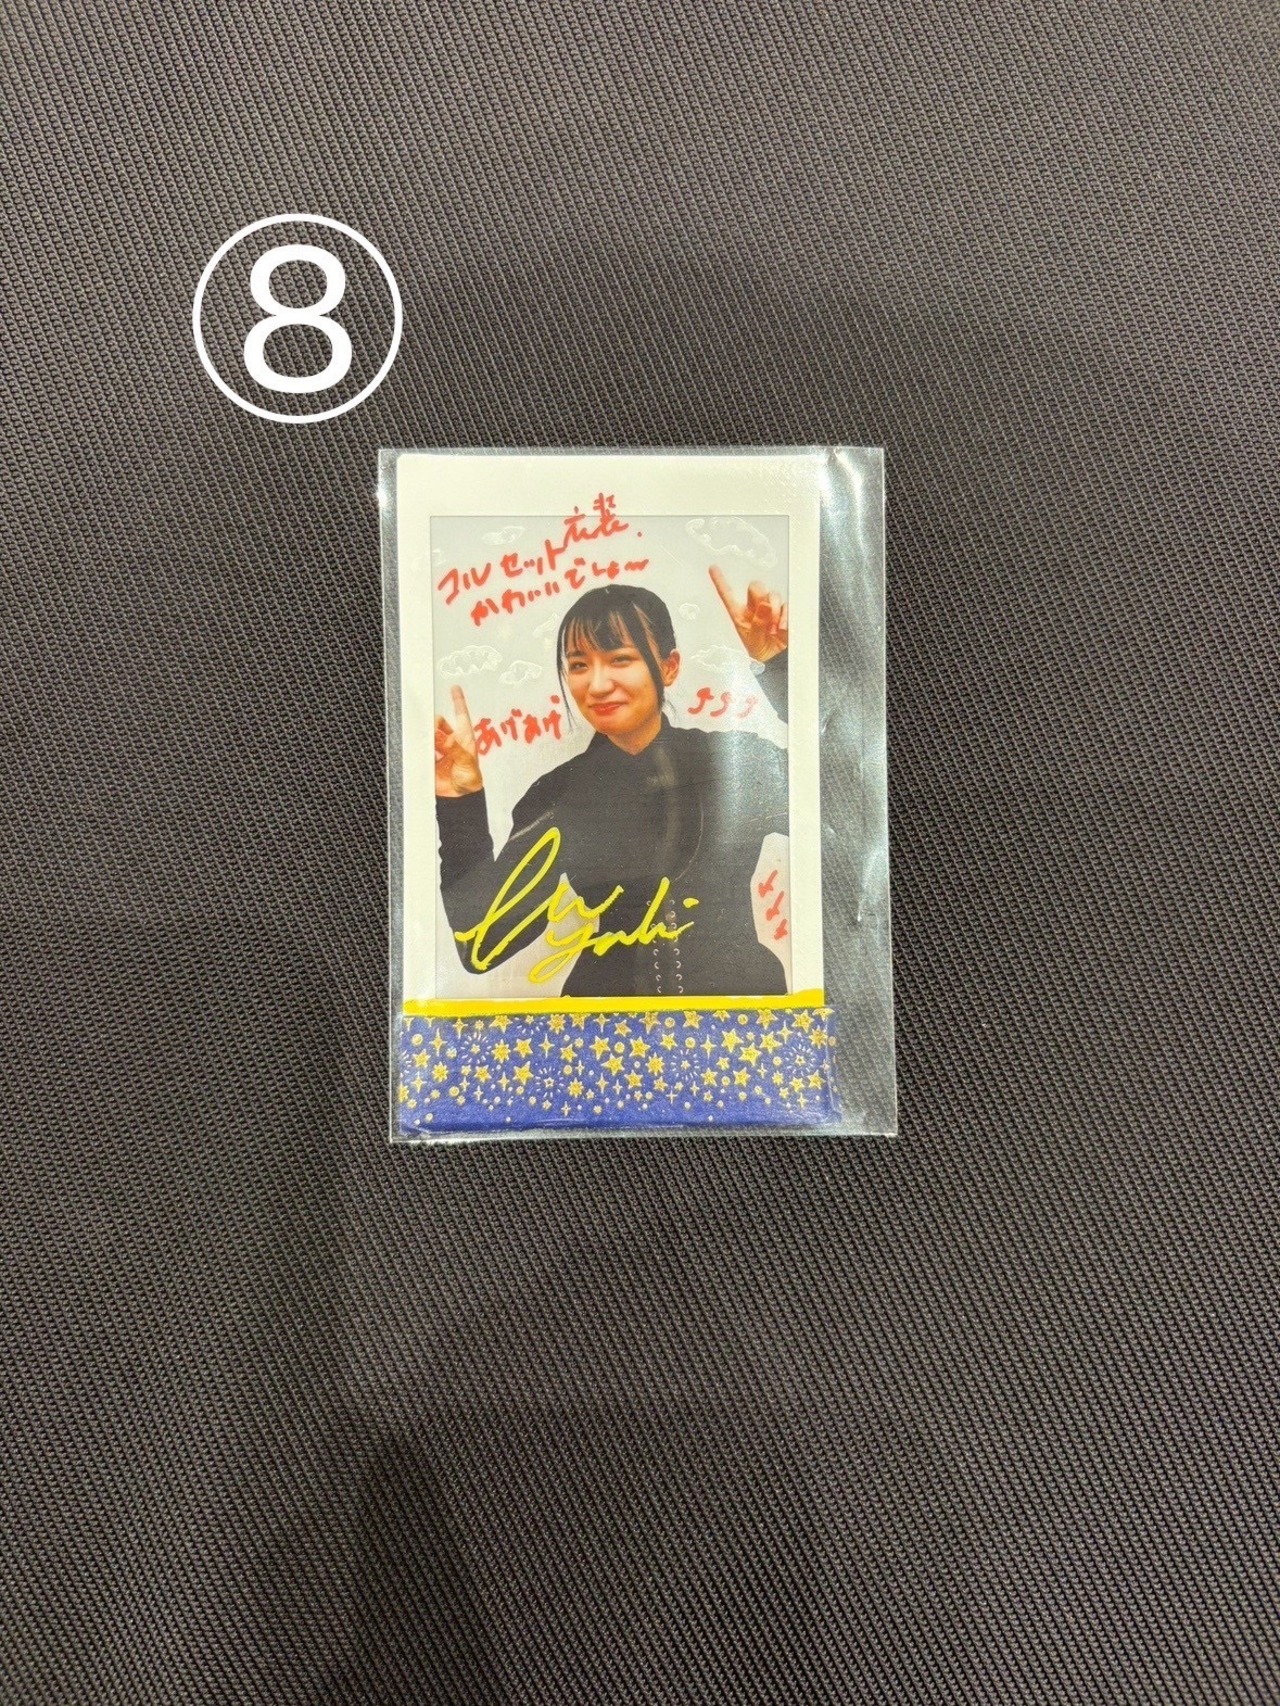 ⑧
コルセット衣装.
かわいいでしょ〜
あげあげ